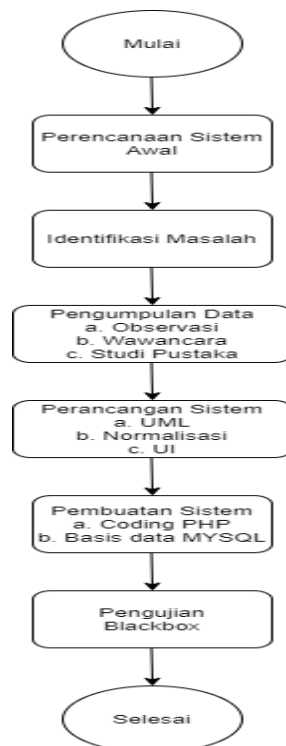 Mulai
Perencanaan Sistem
Awal
Identifikasi Masalah
Pengumpulan Data
a. Observasi
b. Wawancara
c. Studi Pustaka
Perancangan Sistem
a. UML
b. Normalisasi
c. UI
Pembuatan Sistem
a. Coding PHP
b. Basis data MYSQL
Pengujian
Blackbox
Selesai